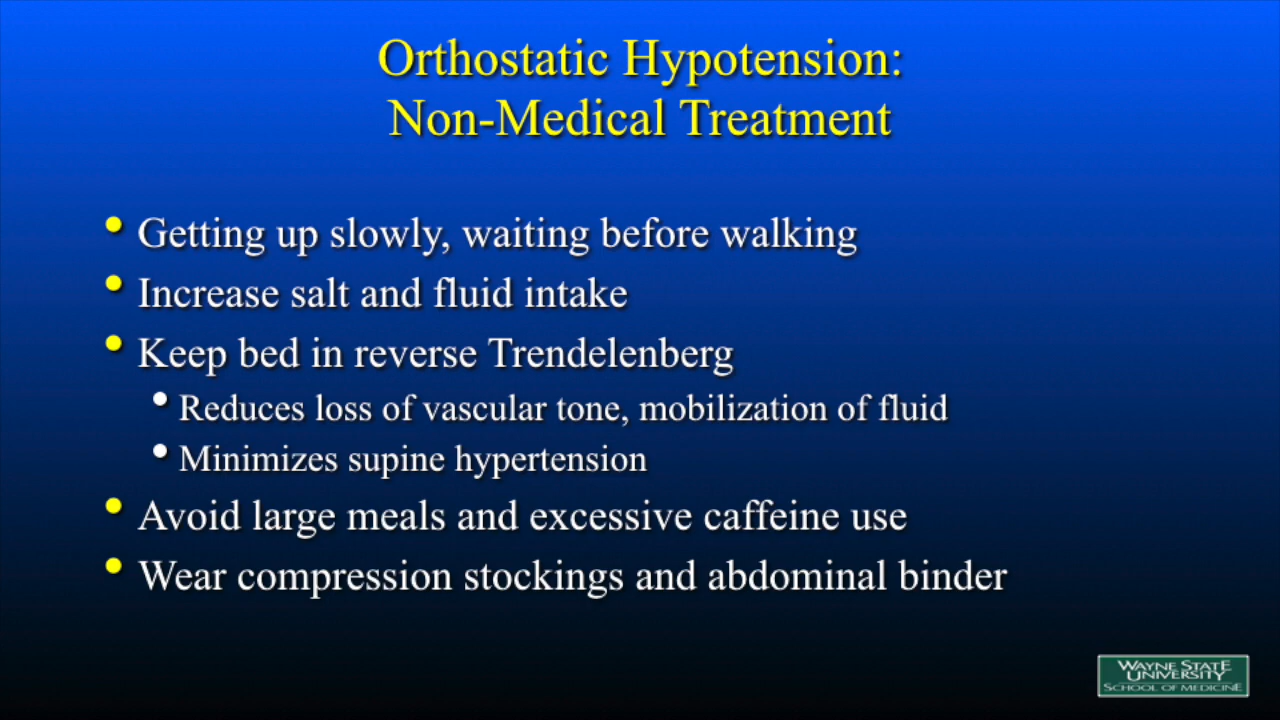 Orthostatic Hypotension:
Non-Medical Treatment
• Getting up slowly, waiting before walking
• Increase salt and fluid intake
• Keep bed in reverse Trendelenberg
• Reduces loss of vascular tone, mobilization of fluid
• Minimizes supine hypertension
• Avoid large meals and excessive caffeine use
• Wear compression stockings and abdominal binder
WAYNE STATE
UNIVERSITY
SCHOOL OF MEDICINE